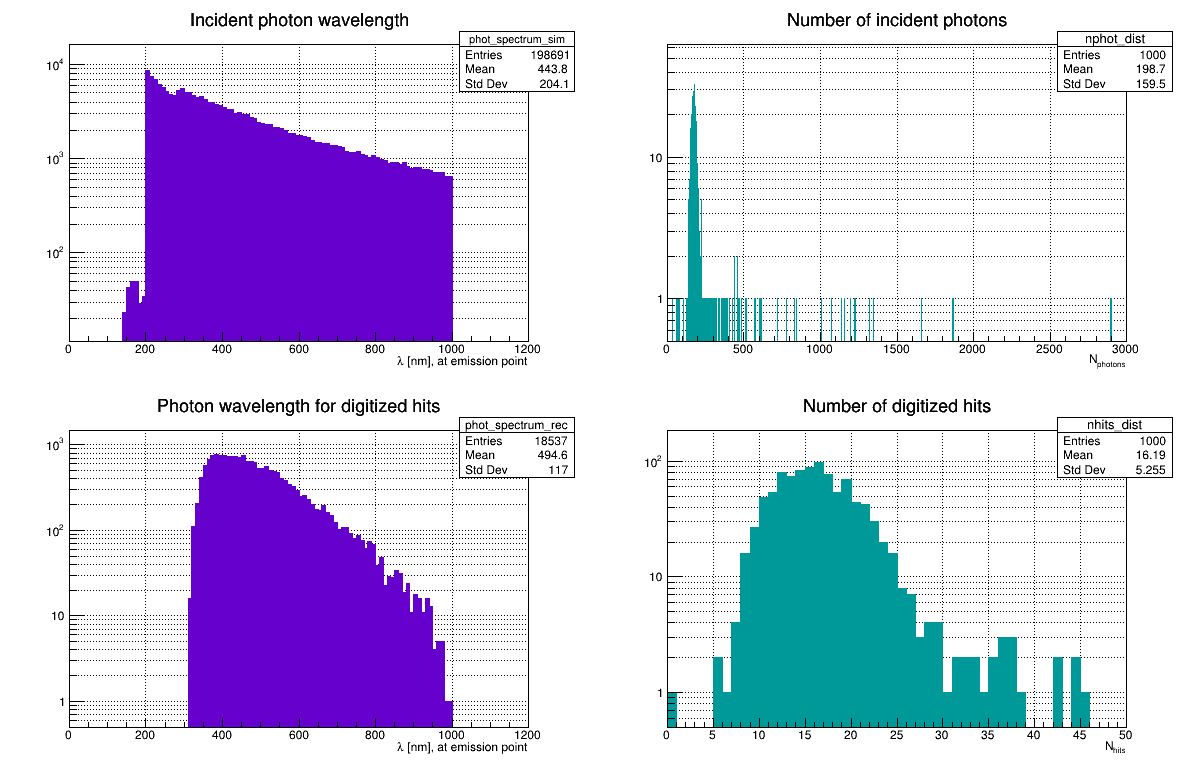 Incident photon wavelength
phot_spectrum_sim
Entries 198691
Mean 443.8
Std Dev 204.1
10^4
10^3
10^2
0 200 400 600 800 1000 1200
λ [nm], at emission point
Number of incident photons
nphot_dist
Entries 1000
Mean 198.7
Std Dev 159.5
10
1
0 500 1000 1500 2000 2500 3000
N_photons
Photon wavelength for digitized hits
phot_spectrum_rec
Entries 18537
Mean 494.6
Std Dev 117
10^3
10^2
10
1
0 200 400 600 800 1000 1200
λ [nm], at emission point
Number of digitized hits
nhits_dist
Entries 1000
Mean 16.19
Std Dev 5.255
10^2
10
1
0 5 10 15 20 25 30 35 40 45 50
N_hits